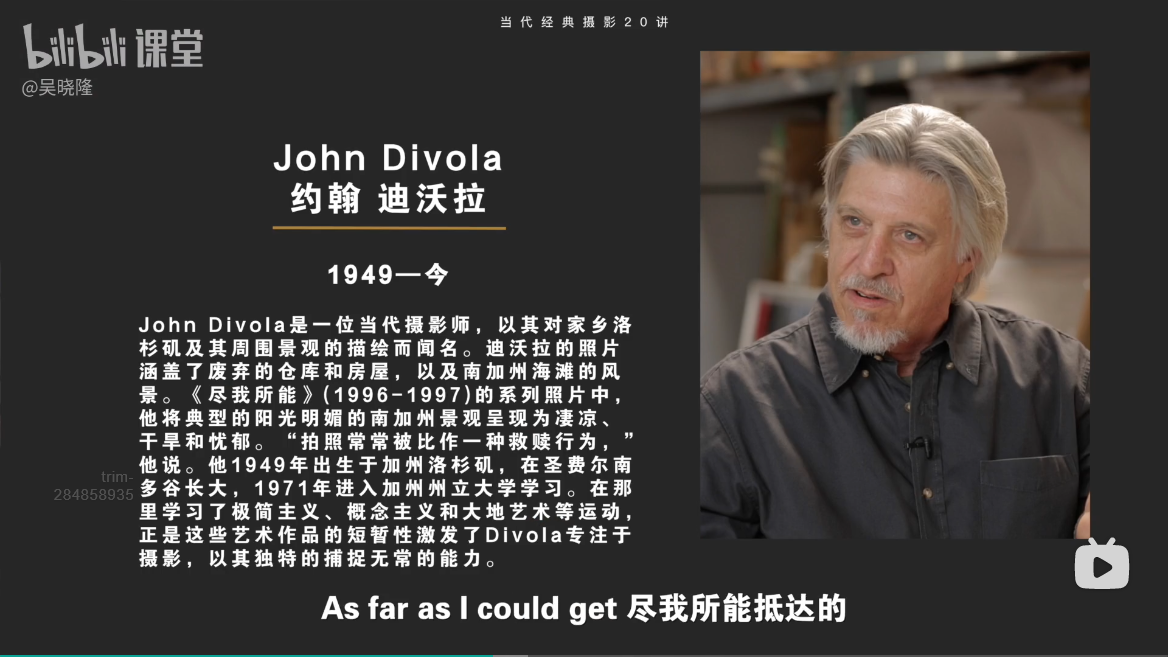 当代经典摄影20讲
bilibili 课堂
@吴晓隆
John Divola
约翰 迪沃拉
1949—今
John Divola是一位当代摄影师，以其对家乡洛
杉矶及其周围景观的描绘而闻名。迪沃拉的照片
涵盖了废弃的仓库和房屋，以及南加州海滩的风
景。《尽我所能》(1996-1997)的系列照片中，
他将典型的阳光明媚的南加州景观呈现为凄凉、
干旱和忧郁。“拍照常常被比作一种救赎行为，”
他说。他1949年出生于加州洛杉矶，在圣费尔南
多谷长大，1971年进入加州州立大学学习。在那
里学习了极简主义、概念主义和大地艺术等运动，
正是这些艺术作品的短暂性激发了Divola专注于
摄影，以其独特的捕捉无常的能力。
trim-
284858935
As far as I could get 尽我所能抵达的